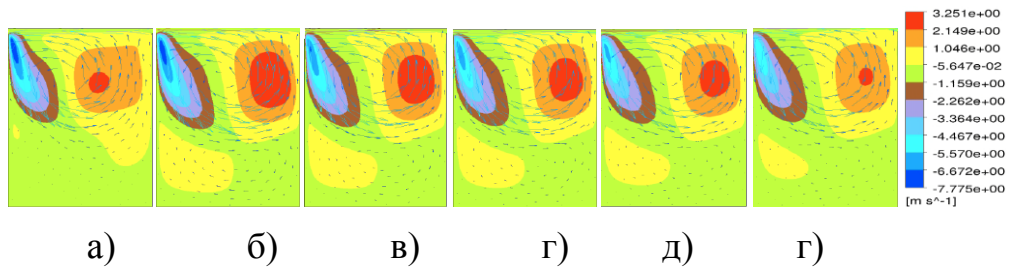 3.251e+00
2.149e+00
1.046e+00
-5.647e-02
-1.159e+00
-2.262e+00
-3.364e+00
-4.467e+00
-5.570e+00
-6.672e+00
-7.775e+00
[m s^-1]
а) б) в) г) д) г)